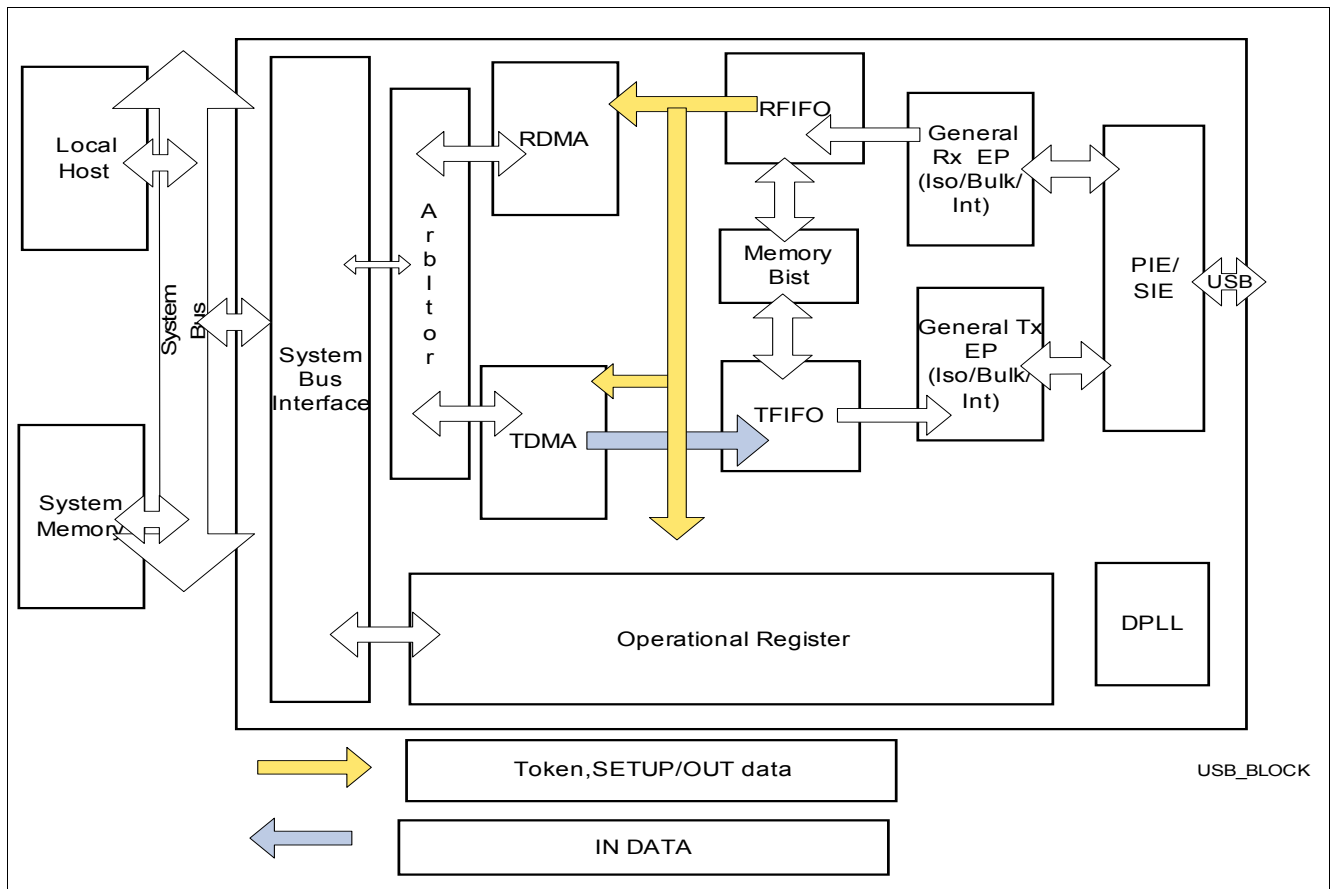 Local
Host
System
Memory
System
Bus
System
Bus
Interface
A
r
b
I
t
o
r
RDMA
TDMA
RFIFO
Memory
Bist
TFIFO
General
Rx EP
(Iso/Bulk/
Int)
General Tx
EP
(Iso/Bulk/
Int)
PIE/
SIE
USB
Operational Register
DPLL
Token,SETUP/OUT data
IN DATA
USB_BLOCK